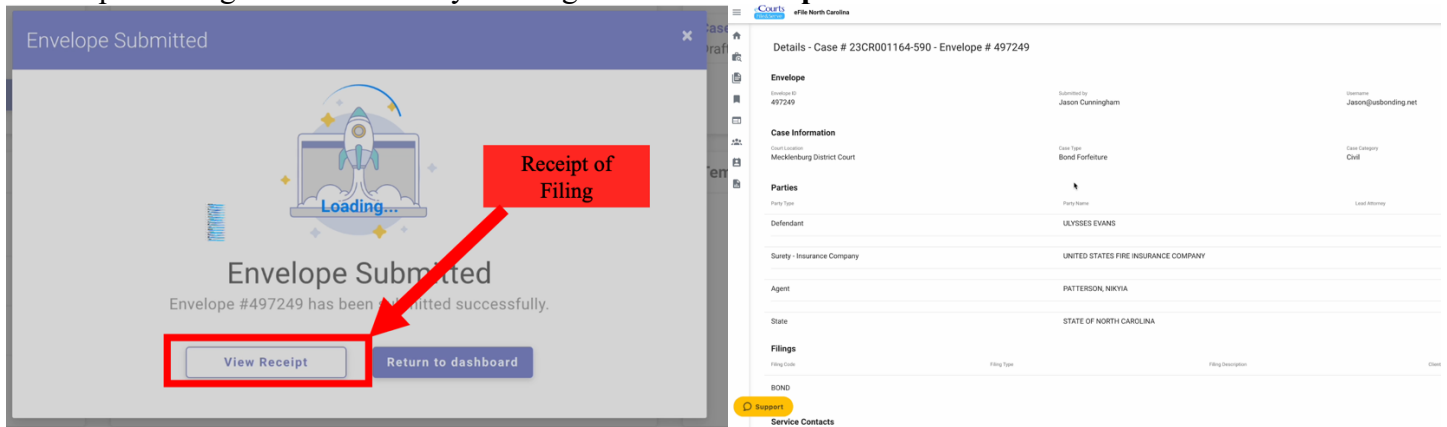 Envelope Submitted
×
Receipt of
Filing
Loading...
Envelope Submitted
Envelope #497249 has been submitted successfully.
View Receipt
Return to dashboard
eCourts
File & Serve
eFile North Carolina
Details - Case # 23CR001164-590 - Envelope # 497249
Envelope
Envelope ID
Submitted by
Username
497249
Jason Cunningham
Jason@usbonding.net
Case Information
Court Location
Case Type
Case Category
Mecklenburg District Court
Bond Forfeiture
Civil
Parties
Party Type
Party Name
Lead Attorney
Defendant
ULYSSES EVANS
Surety - Insurance Company
UNITED STATES FIRE INSURANCE COMPANY
Agent
PATTERSON, NIKYIA
State
STATE OF NORTH CAROLINA
Filings
Filing Code
Filing Type
Filing Description
Client
BOND
Support
Service Contacts